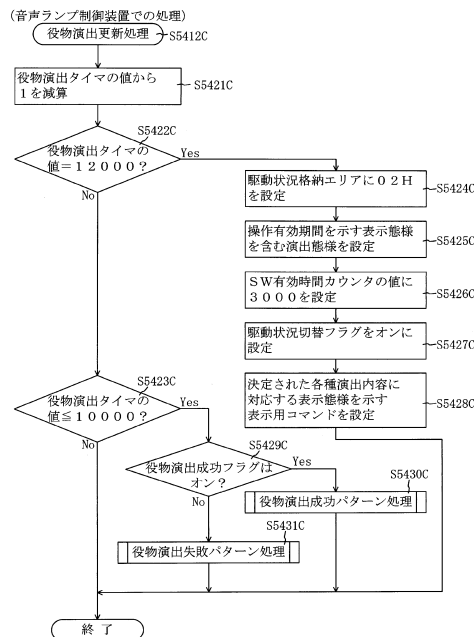 (音声ランプ制御装置での処理)
役物演出更新処理
S5412C
役物演出タイマの値から
1を減算
S5421C
S5422C
役物演出タイマの
値=12000?
Yes
No
駆動状況格納エリアに02H
を設定
S5424C
操作有効期間を示す表示態様
を含む演出態様を設定
S5425C
SW有効時間カウンタの値に
3000を設定
S5426C
駆動状況切替フラグをオンに
設定
S5427C
決定された各種演出内容に
対応する表示態様を示す
表示用コマンドを設定
S5428C
S5423C
役物演出タイマの
値≦10000?
Yes
No
S5429C
役物演出成功フラグは
オン?
Yes
No
S5430C
役物演出成功パターン処理
S5431C
役物演出失敗パターン処理
終了